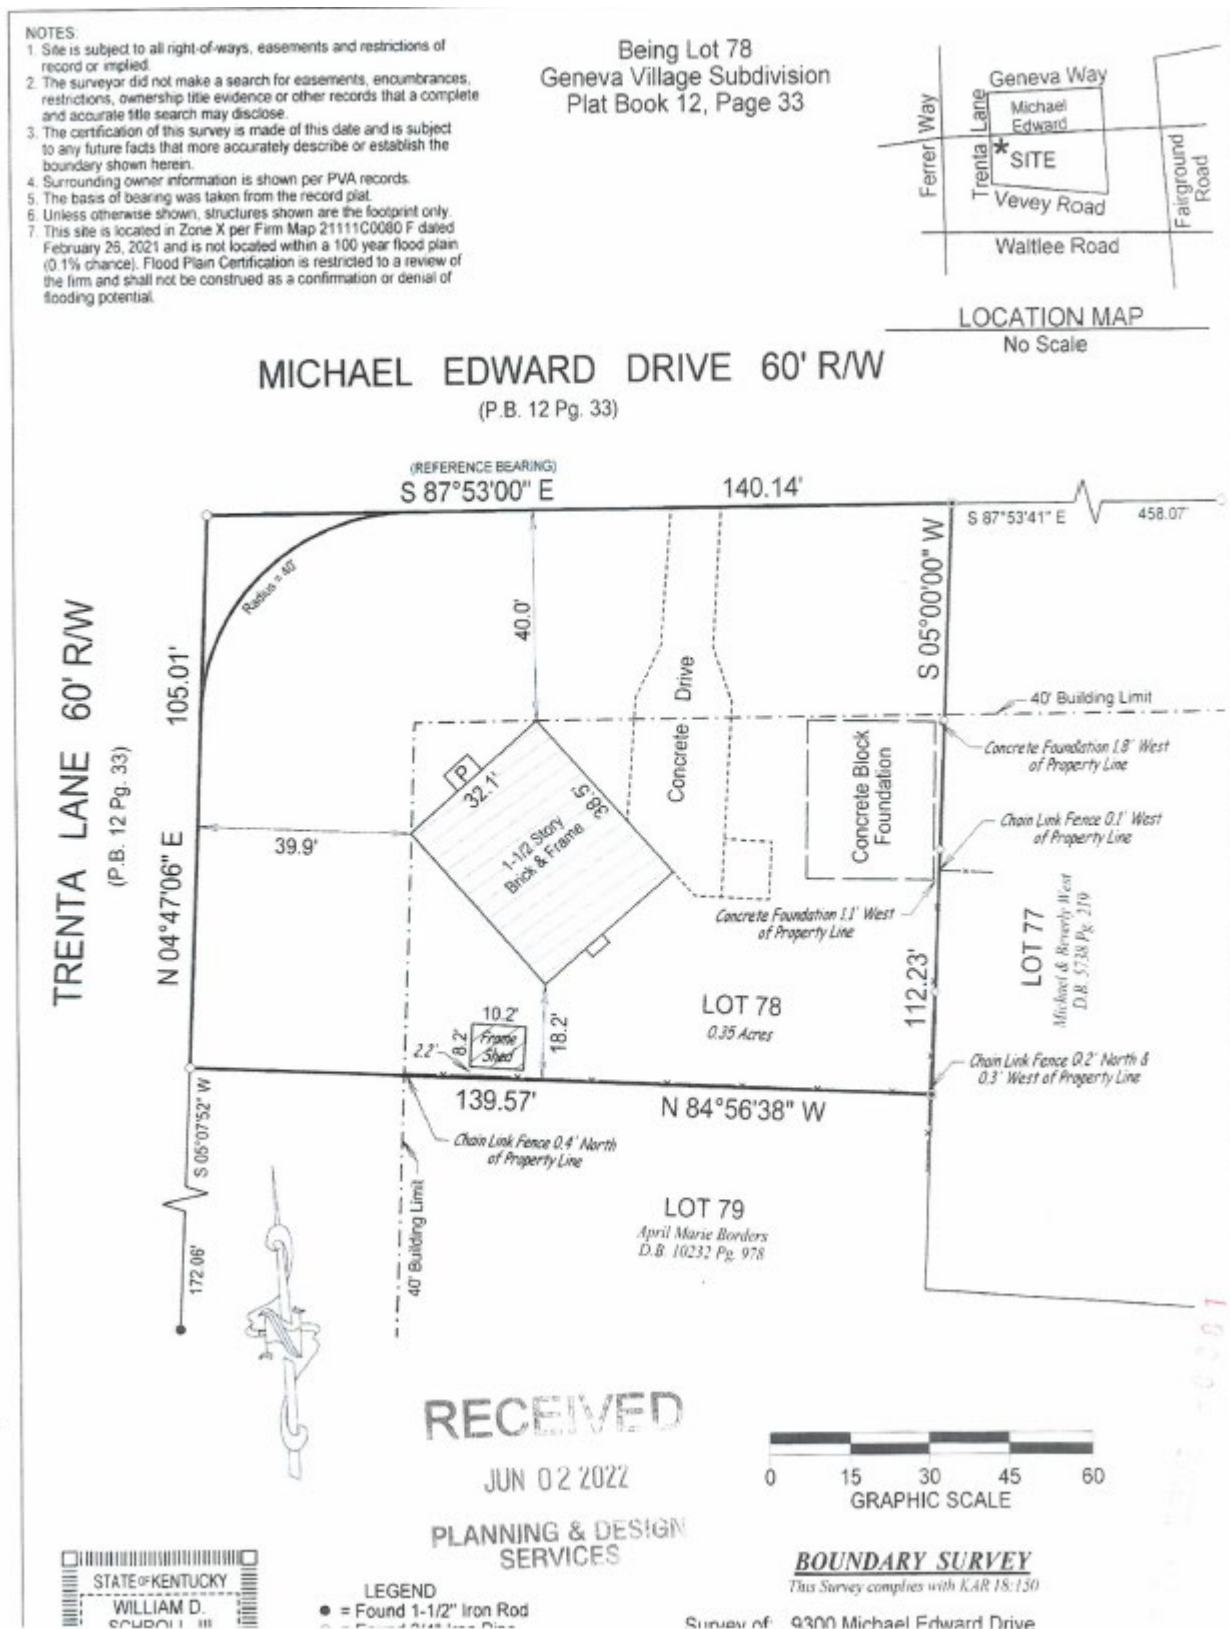 NOTES:
1. Site is subject to all right-of-ways, easements and restrictions of
record or implied.
2. The surveyor did not make a search for easements, encumbrances,
restrictions, ownership title evidence or other records that a complete
and accurate title search may disclose.
3. The certification of this survey is made of this date and is subject
to any future facts that more accurately describe or establish the
boundary shown herein.
4. Surrounding owner information is shown per PVA records.
5. The basis of bearing was taken from the record plat.
6. Unless otherwise shown, structures shown are the footprint only.
7. This site is located in Zone X per Firm Map 21111C0080 F dated
February 26, 2021 and is not located within a 100 year flood plain
(0.1% chance). Flood Plain Certification is restricted to a review of
the firm and shall not be construed as a confirmation or denial of
flooding potential.
Being Lot 78
Geneva Village Subdivision
Plat Book 12, Page 33
Geneva Way
Michael
Edward
Ferrer Way
Trenta Lane
* SITE
Fairground
Road
Vevey Road
Waltlee Road
LOCATION MAP
No Scale
MICHAEL EDWARD DRIVE 60' R/W
(P.B. 12 Pg. 33)
(REFERENCE BEARING)
S 87°53'00" E 140.14'
S 87°53'41" E 458.07'
Radius = 40'
40.0'
S 05°00'00" W
TRENTA LANE 60' R/W
(P.B. 12 Pg. 33)
105.01'
N 04°47'06" E
Concrete Drive
40' Building Limit
Concrete Foundation 1.8' West
of Property Line
Concrete Block
Foundation
P
32.1'
38.5'
1-1/2 Story
Brick & Frame
39.9'
Chain Link Fence 0.1' West
of Property Line
Concrete Foundation 1.1' West
of Property Line
LOT 77
Michael & Beverly West
D.B. 5738 Pg. 219
112.23'
LOT 78
0.35 Acres
10.2'
8.2'
Frame
Shed
2.2'
18.2'
Chain Link Fence 0.2' North &
0.3' West of Property Line
139.57' N 84°56'38" W
Chain Link Fence 0.4' North
of Property Line
S 05°07'52" W
172.06'
40' Building Limit
LOT 79
April Marie Borders
D.B. 10232 Pg. 978
RECEIVED
JUN 02 2022
PLANNING & DESIGN
SERVICES
0 15 30 45 60
GRAPHIC SCALE
STATE OF KENTUCKY
WILLIAM D.
SCHROLL III
LEGEND
● = Found 1-1/2" Iron Rod
BOUNDARY SURVEY
This Survey complies with KAR 18:150
Survey of: 9300 Michael Edward Drive